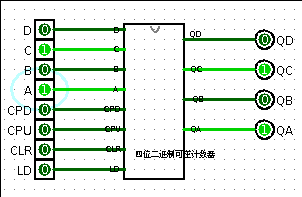 D 0 D
QD 0 QD
C 1 C
B 0 B QC 1 QC
A 1 A
QB 0 QB
CPD 0 CPD
CPU 0 CPU QA 1 QA
CLR 0 CLR
四位二进制可逆计数器
LD 0 LD